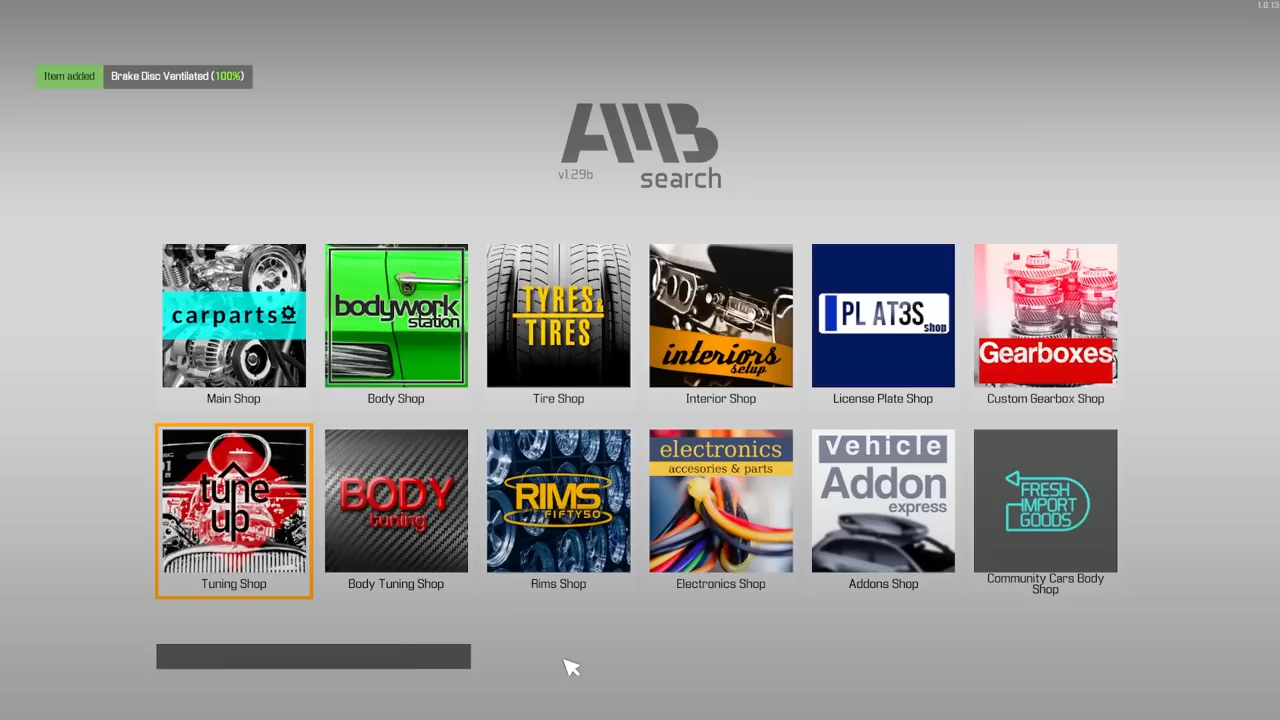 1.0.13
Item added Brake Disc Ventilated (100%)
AMB
v1.29b search
carparts
Main Shop
bodywork
station
Body Shop
TYRES &
TIRES
Tire Shop
interiors
setup
Interior Shop
PL AT3S
shop
License Plate Shop
Gearboxes
Custom Gearbox Shop
tune
up
Tuning Shop
BODY
tuning
Body Tuning Shop
RIMS
FIFTY50
Rims Shop
electronics
accesories & parts
Electronics Shop
vehicle
Addon
express
Addons Shop
FRESH
IMPORT
GOODS
Community Cars Body
Shop